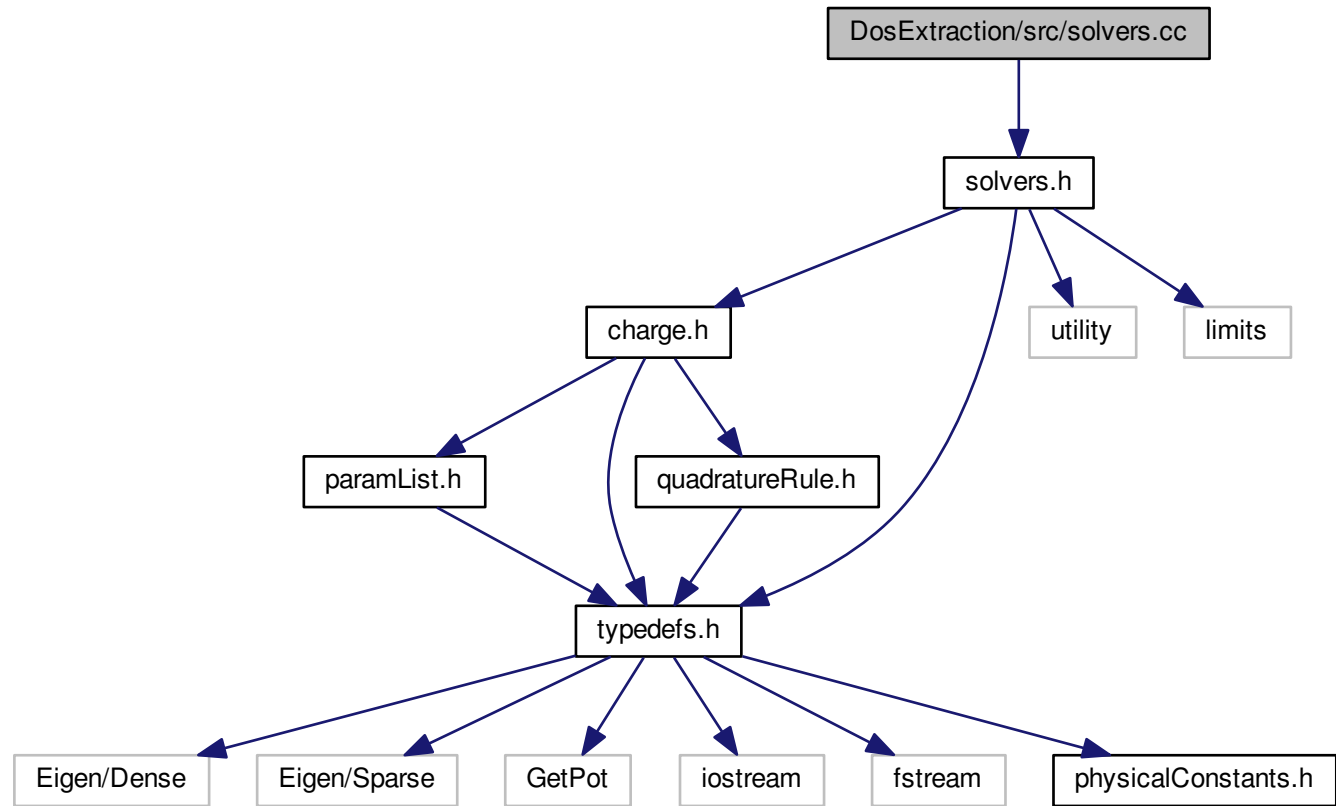 DosExtraction/src/solvers.cc
solvers.h
charge.h
utility
limits
paramList.h
quadratureRule.h
typedefs.h
Eigen/Dense
Eigen/Sparse
GetPot
iostream
fstream
physicalConstants.h